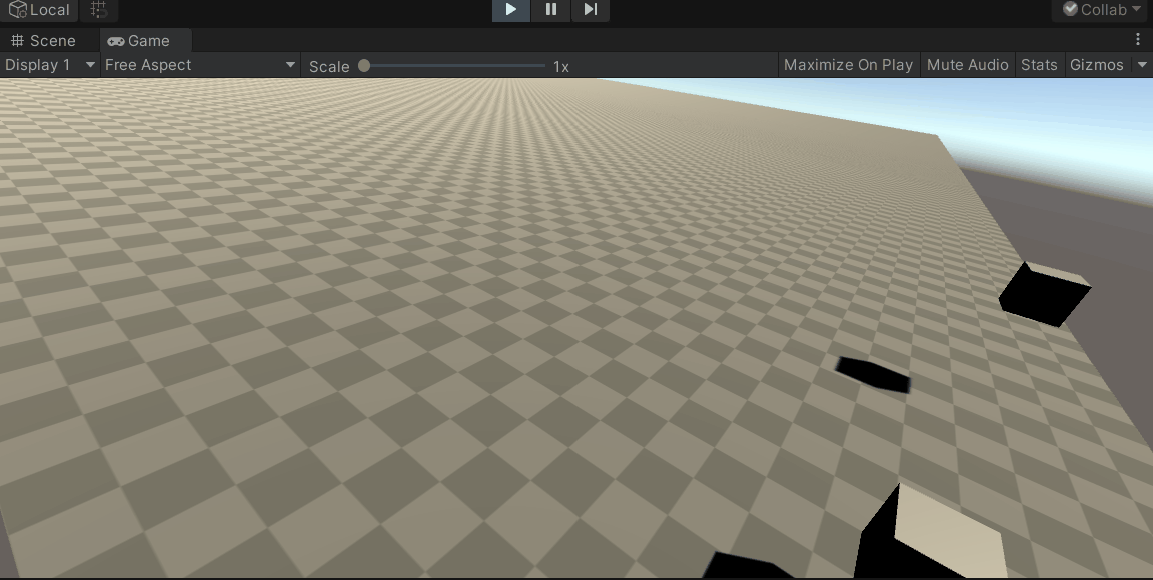 Local Collab
Scene Game
Display 1 Free Aspect Scale 1x Maximize On Play Mute Audio Stats Gizmos